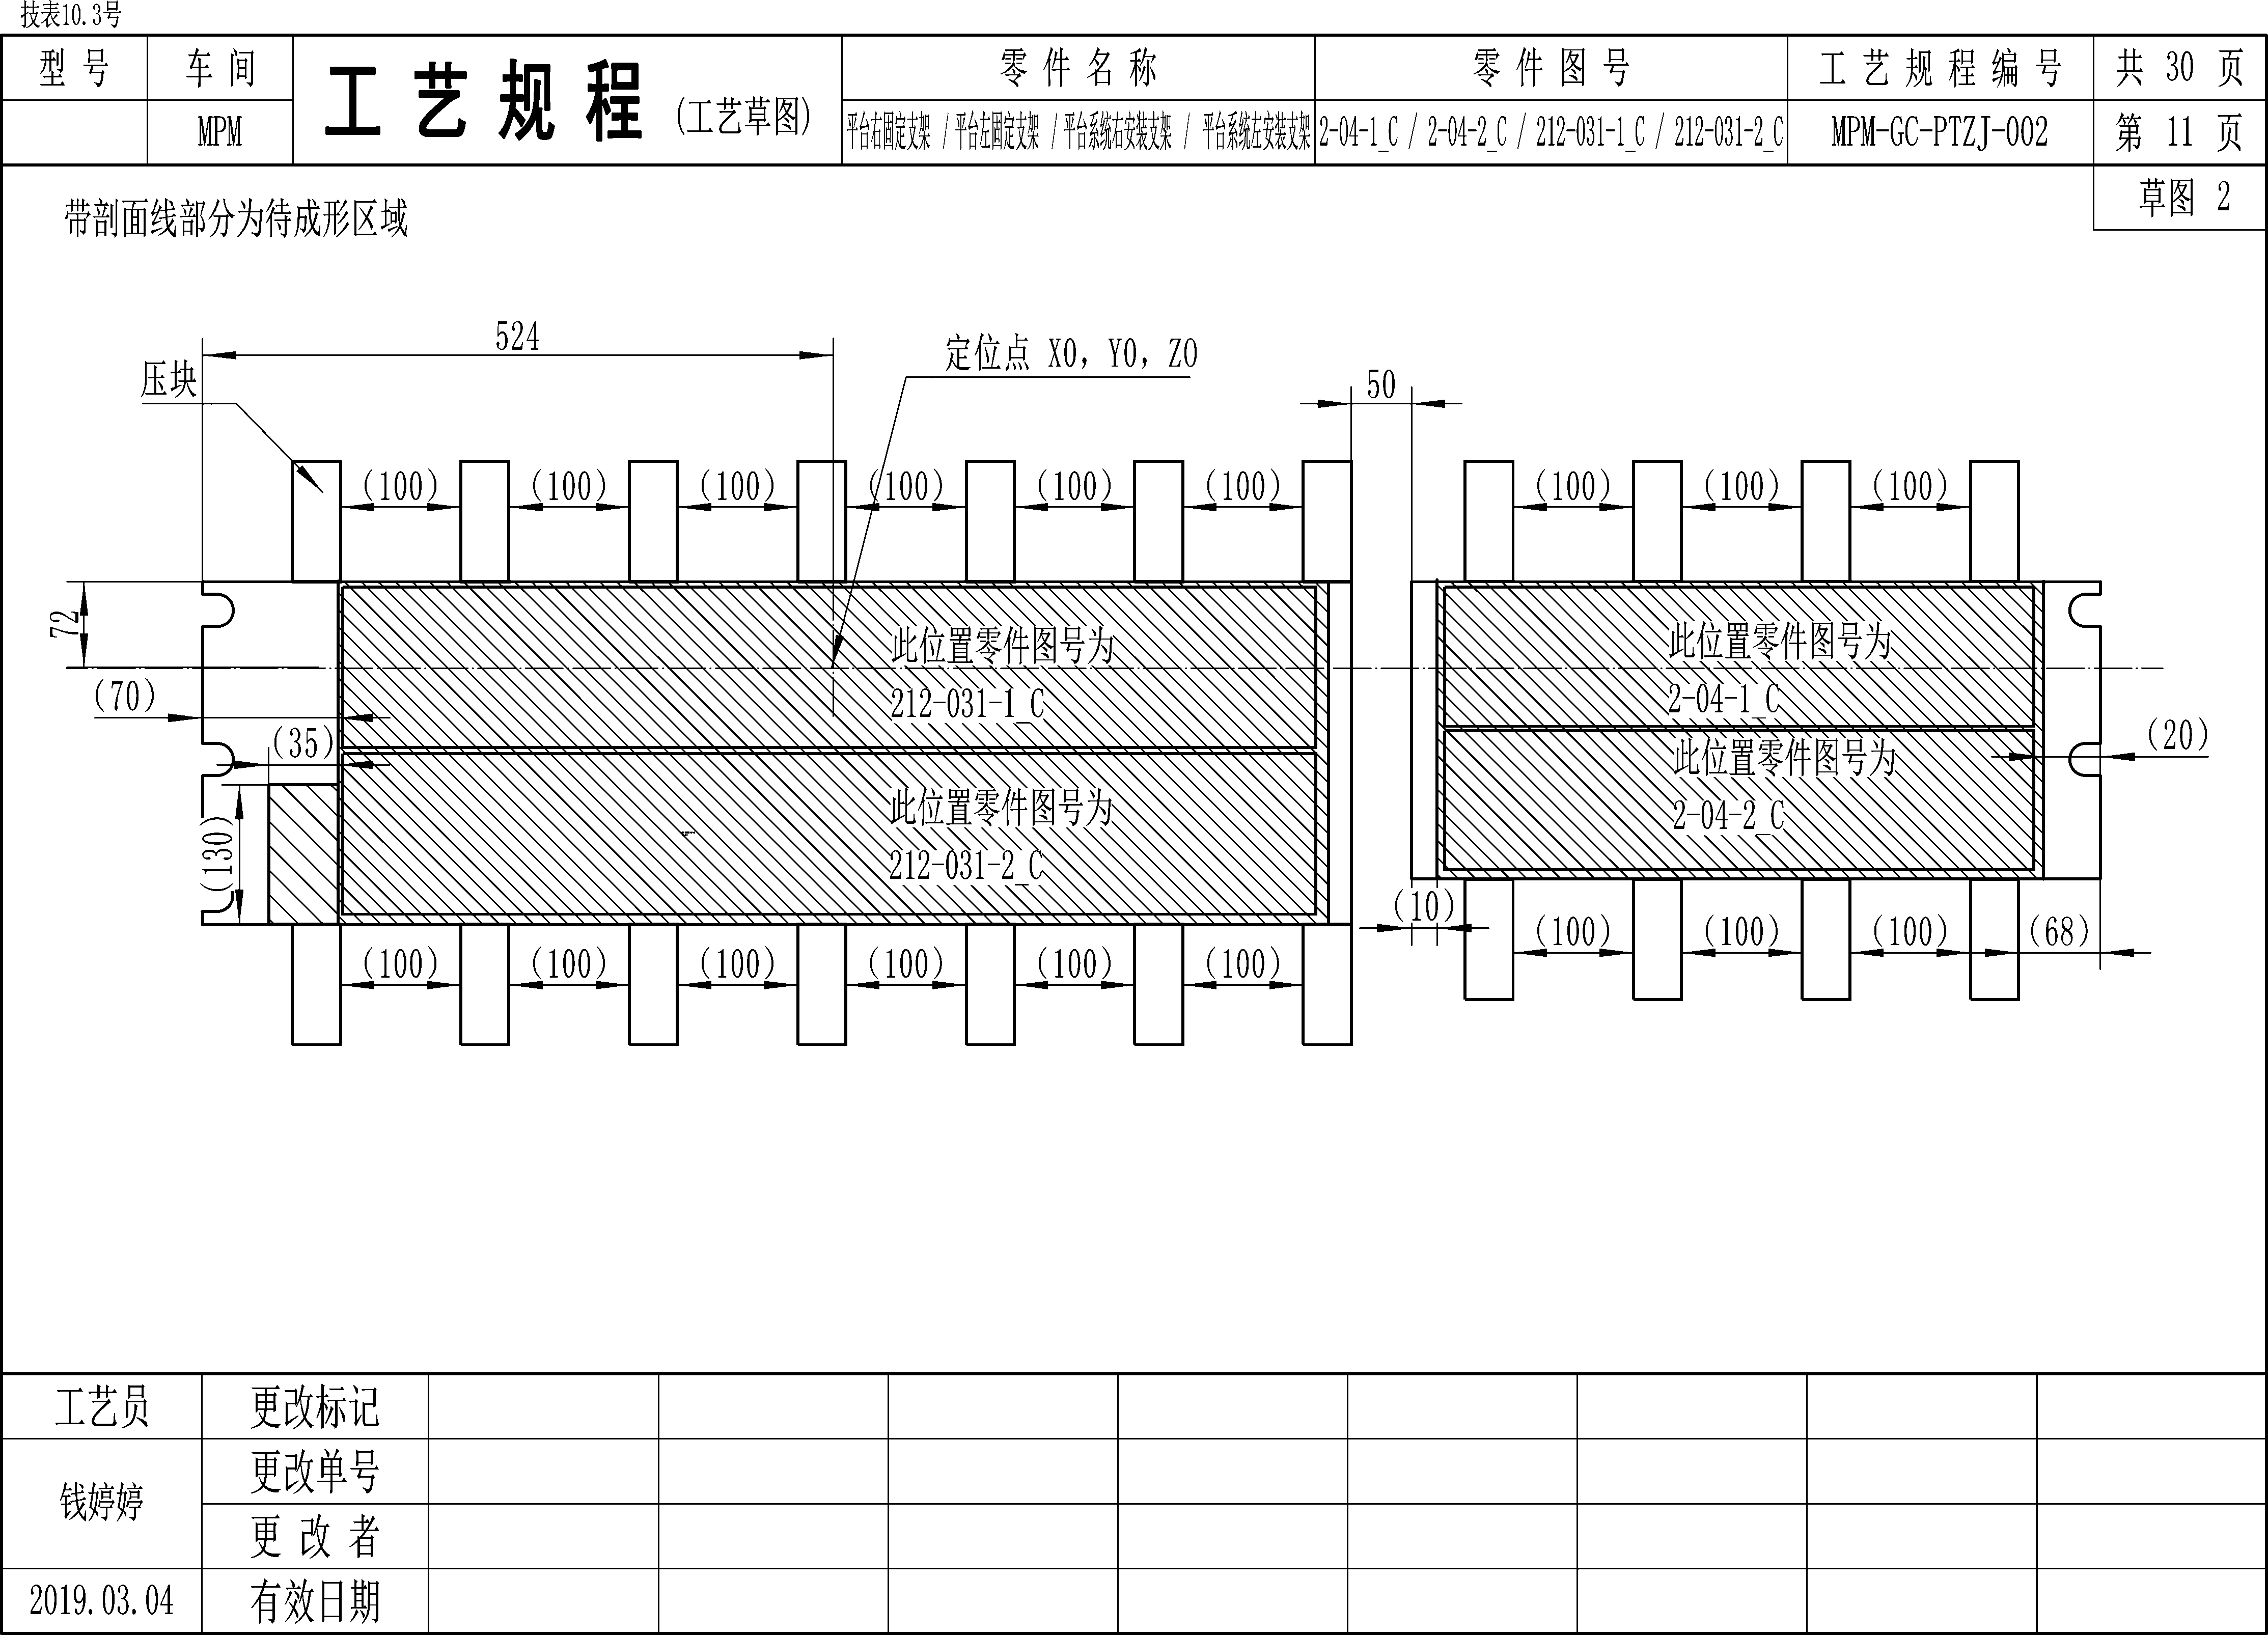 技表10.3号
型 号
车 间
工 艺 规 程 (工艺草图)
零 件 名 称
零 件 图 号
工 艺 规 程 编 号
共 30 页
MPM
平台右固定支架 / 平台左固定支架 / 平台系统右安装支架 / 平台系统左安装支架
2-04-1_C / 2-04-2_C / 212-031-1_C / 212-031-2_C
MPM-GC-PTZJ-002
第 11 页
草图 2
带剖面线部分为待成形区域
524
定位点 X0, Y0, Z0
压块
50
(100) (100) (100) (100) (100) (100) (100) (100) (100)
72
此位置零件图号为
212-031-1_C
此位置零件图号为
2-04-1_C
(70)
(35)
(20)
此位置零件图号为
2-04-2_C
此位置零件图号为
212-031-2_C
(130)
(10)
(100) (100) (100) (68)
(100) (100) (100) (100) (100) (100)
工艺员
更改标记
钱婷婷
更改单号
更 改 者
2019.03.04
有效日期